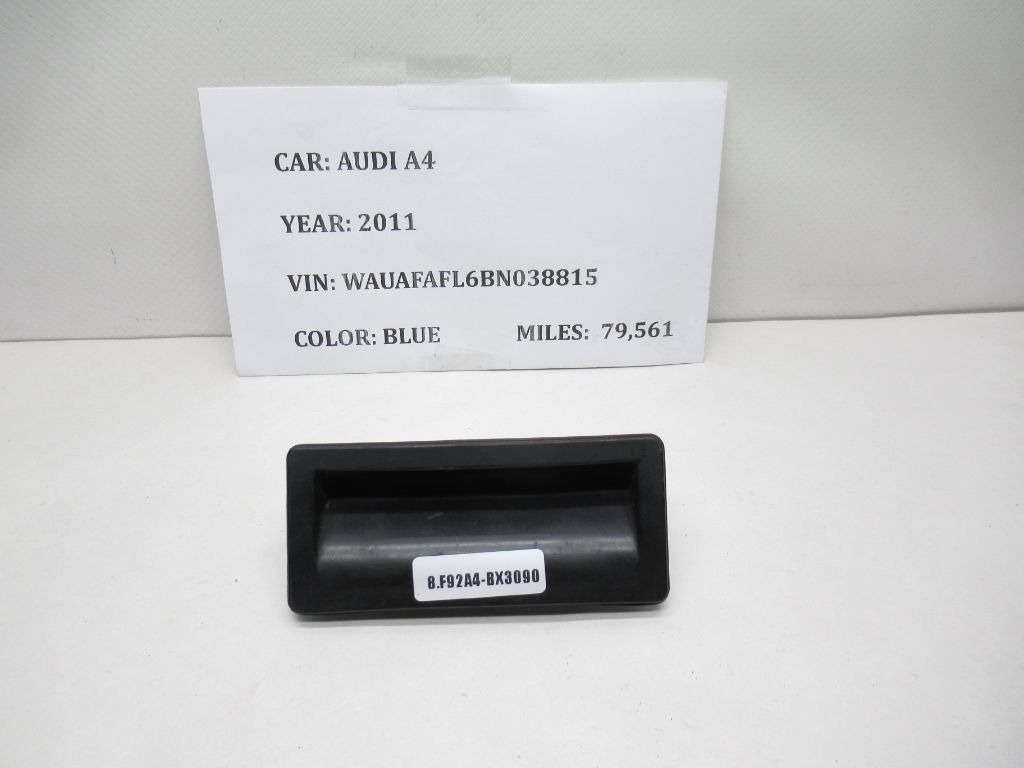 CAR: AUDI A4
YEAR: 2011
VIN: WAUAFAFL6BN038815
COLOR: BLUE MILES: 79,561
8.F92A4-BX3090